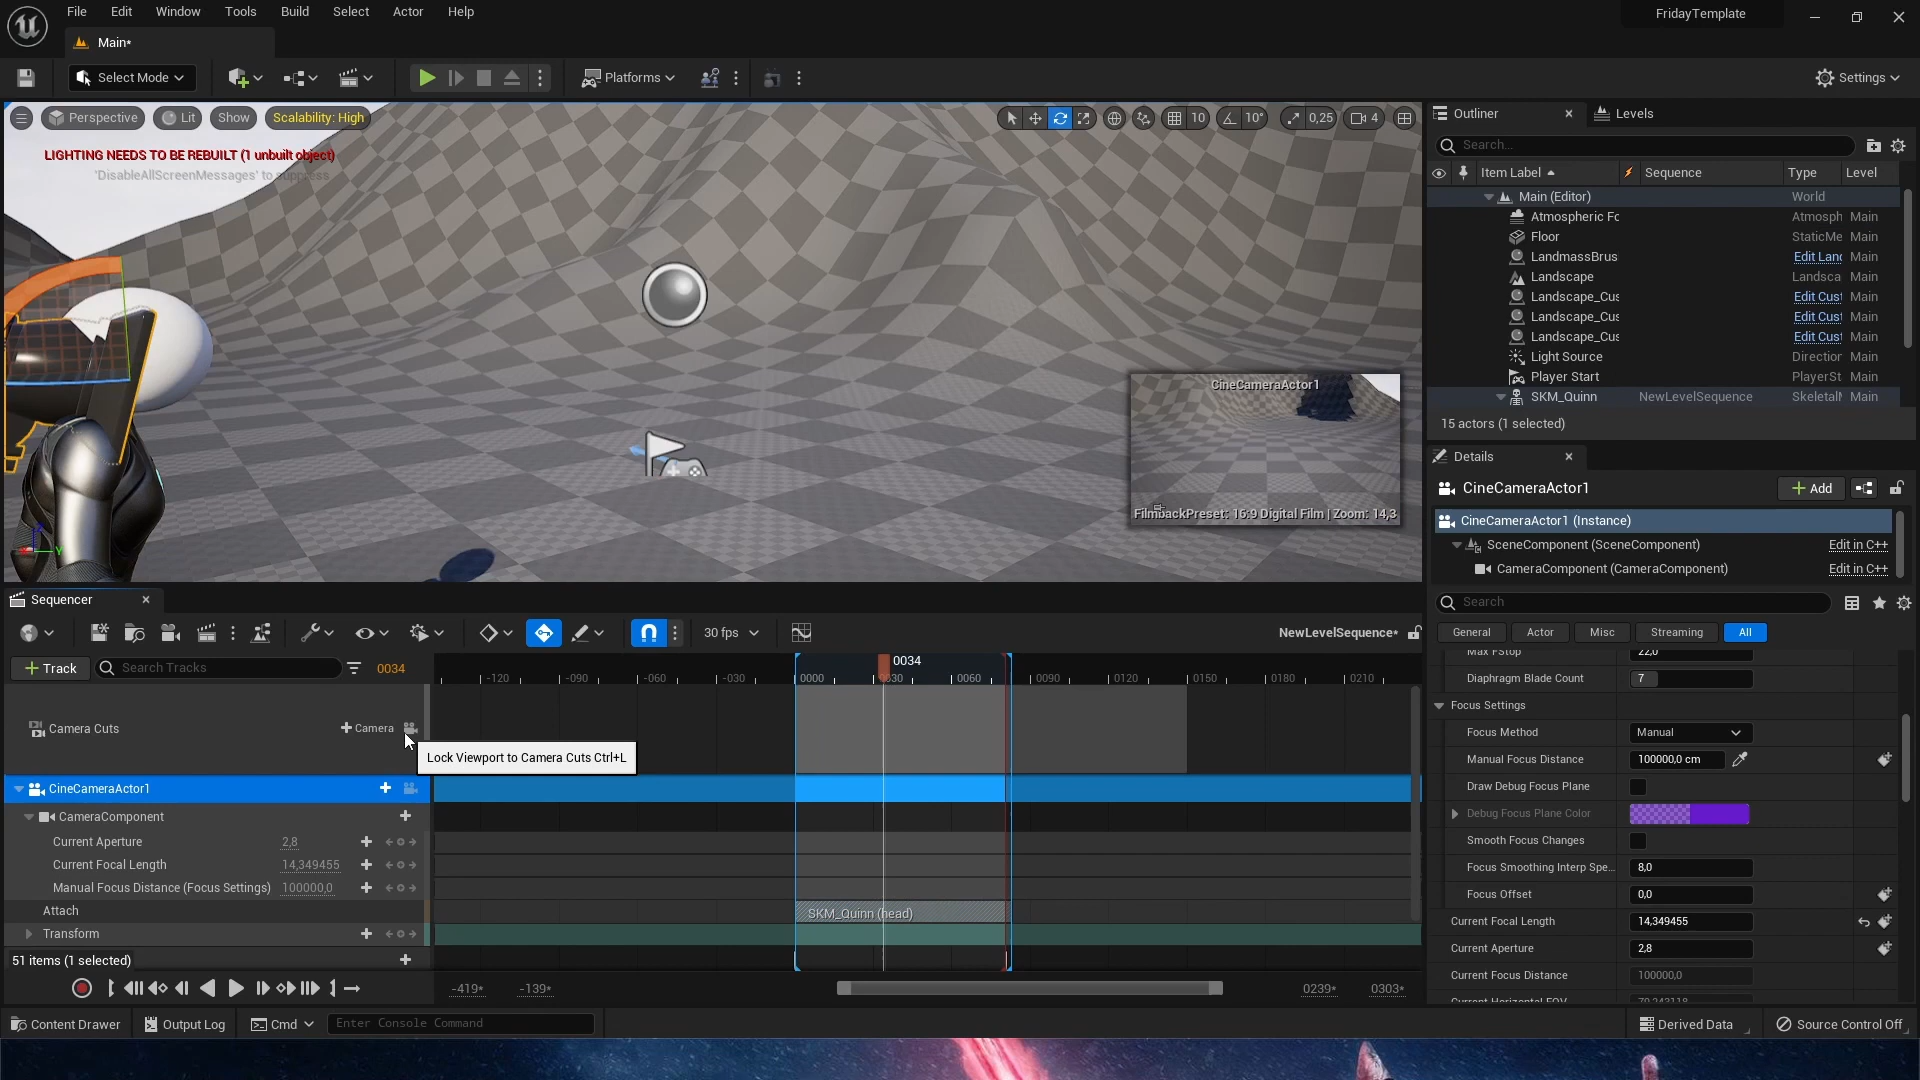 File Edit Window Tools Build Select Actor Help
FridayTemplate
Main*
Select Mode
Platforms
Settings
Perspective Lit Show Scalability: High
10 10° 0,25 4
LIGHTING NEEDS TO BE REBUILT (1 unbuilt object)
'DisableAllScreenMessages' to suppress
CineCameraActor1
FilmbackPreset: 16:9 Digital Film | Zoom: 14,3
Outliner
Levels
Search...
Item Label Sequence Type Level
Main (Editor) World
Atmospheric Fo Atmosph Main
Floor StaticMe Main
LandmassBrus Edit Land Main
Landscape Landsca Main
Landscape_Cus Edit Cust Main
Landscape_Cus Edit Cust Main
Landscape_Cus Edit Cust Main
Light Source Direction Main
Player Start PlayerSt Main
SKM_Quinn NewLevelSequence Skeletal Main
15 actors (1 selected)
Details
CineCameraActor1
Add
CineCameraActor1 (Instance)
SceneComponent (SceneComponent) Edit in C++
CameraComponent (CameraComponent) Edit in C++
Search
General Actor Misc Streaming All
Max FStop 22,0
Diaphragm Blade Count 7
Focus Settings
Focus Method Manual
Manual Focus Distance 100000,0 cm
Draw Debug Focus Plane
Debug Focus Plane Color
Smooth Focus Changes
Focus Smoothing Interp Spe... 8,0
Focus Offset 0,0
Current Focal Length 14,349455
Current Aperture 2,8
Current Focus Distance 100000,0
Current Horizontal FOV
Sequencer
30 fps
NewLevelSequence*
Track
Search Tracks
0034
0034
-120 -090 -060 -030 0000 0060 0090 0120 0150 0180 0210
Camera Cuts
Camera
Lock Viewport to Camera Cuts Ctrl+L
CineCameraActor1
CameraComponent
Current Aperture 2,8
Current Focal Length 14,349455
Manual Focus Distance (Focus Settings) 100000,0
Attach
SKM_Quinn (head)
Transform
51 items (1 selected)
-419* -139* 0239* 0303*
Content Drawer Output Log Cmd Enter Console Command
Derived Data Source Control Off